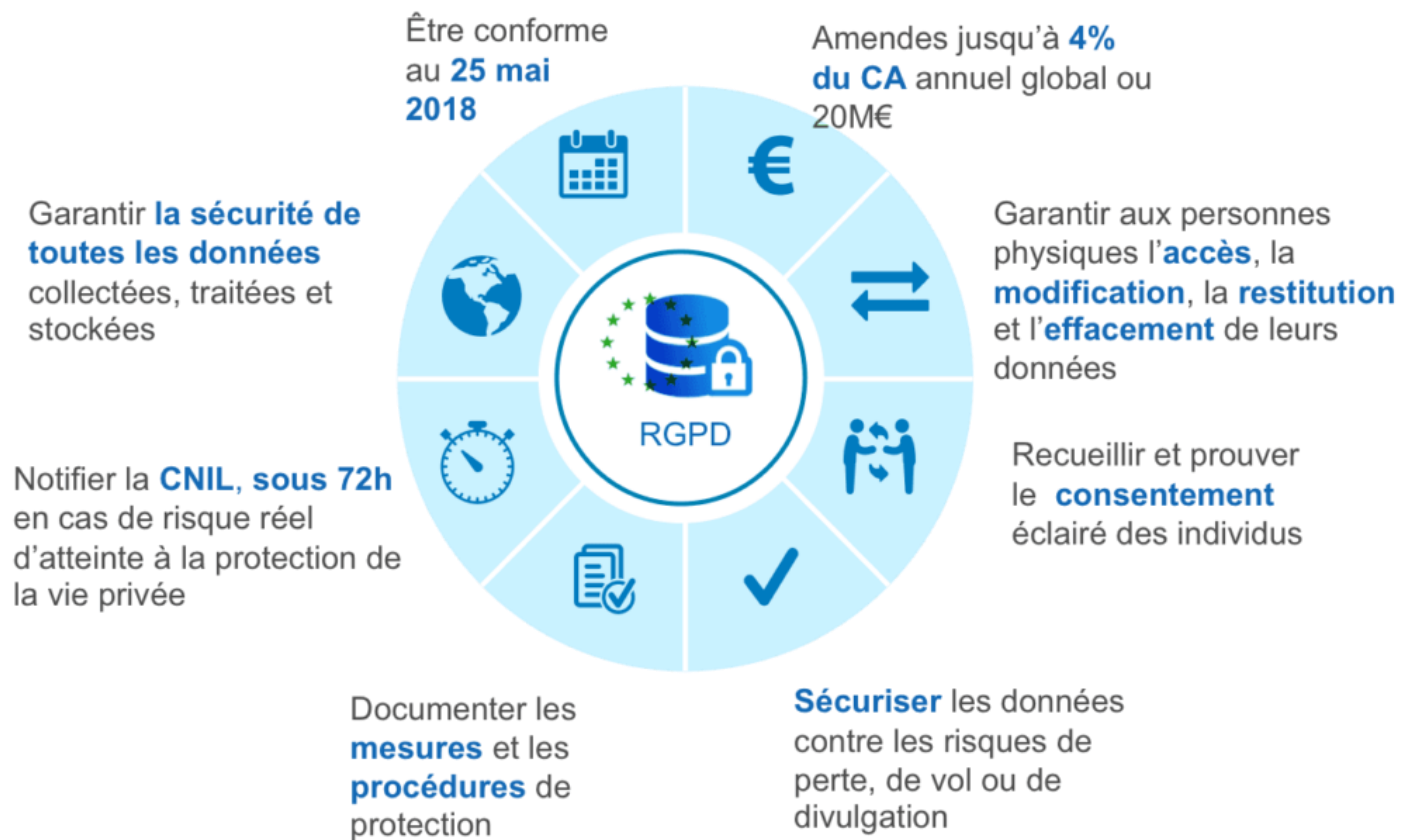 Être conforme
au 25 mai
2018
Amendes jusqu’à 4%
du CA annuel global ou
20M€
Garantir aux personnes
physiques l’accès, la
modification, la restitution
et l’effacement de leurs
données
Recueillir et prouver
le consentement
éclairé des individus
Sécuriser les données
contre les risques de
perte, de vol ou de
divulgation
Documenter les
mesures et les
procédures de
protection
Notifier la CNIL, sous 72h
en cas de risque réel
d’atteinte à la protection de
la vie privée
Garantir la sécurité de
toutes les données
collectées, traitées et
stockées
€
RGPD